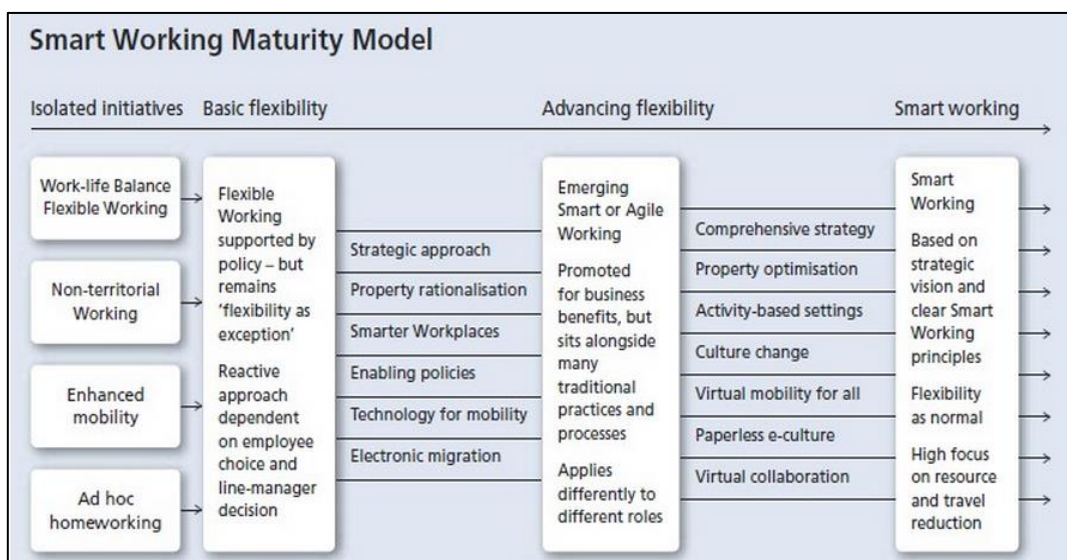 Smart Working Maturity Model
Isolated initiatives
Basic flexibility
Advancing flexibility
Smart working
Work-life Balance
Flexible Working
Non-territorial
Working
Enhanced
mobility
Ad hoc
homeworking
Flexible
Working
supported by
policy – but
remains
‘flexibility as
exception’
Reactive
approach
dependent
on employee
choice and
line-manager
decision
Strategic approach
Property rationalisation
Smarter Workplaces
Enabling policies
Technology for mobility
Electronic migration
Emerging
Smart or Agile
Working
Promoted
for business
benefits, but
sits alongside
many
traditional
practices and
processes
Applies
differently to
different roles
Comprehensive strategy
Property optimisation
Activity-based settings
Culture change
Virtual mobility for all
Paperless e-culture
Virtual collaboration
Smart
Working
Based on
strategic
vision and
clear Smart
Working
principles
Flexibility
as normal
High focus
on resource
and travel
reduction